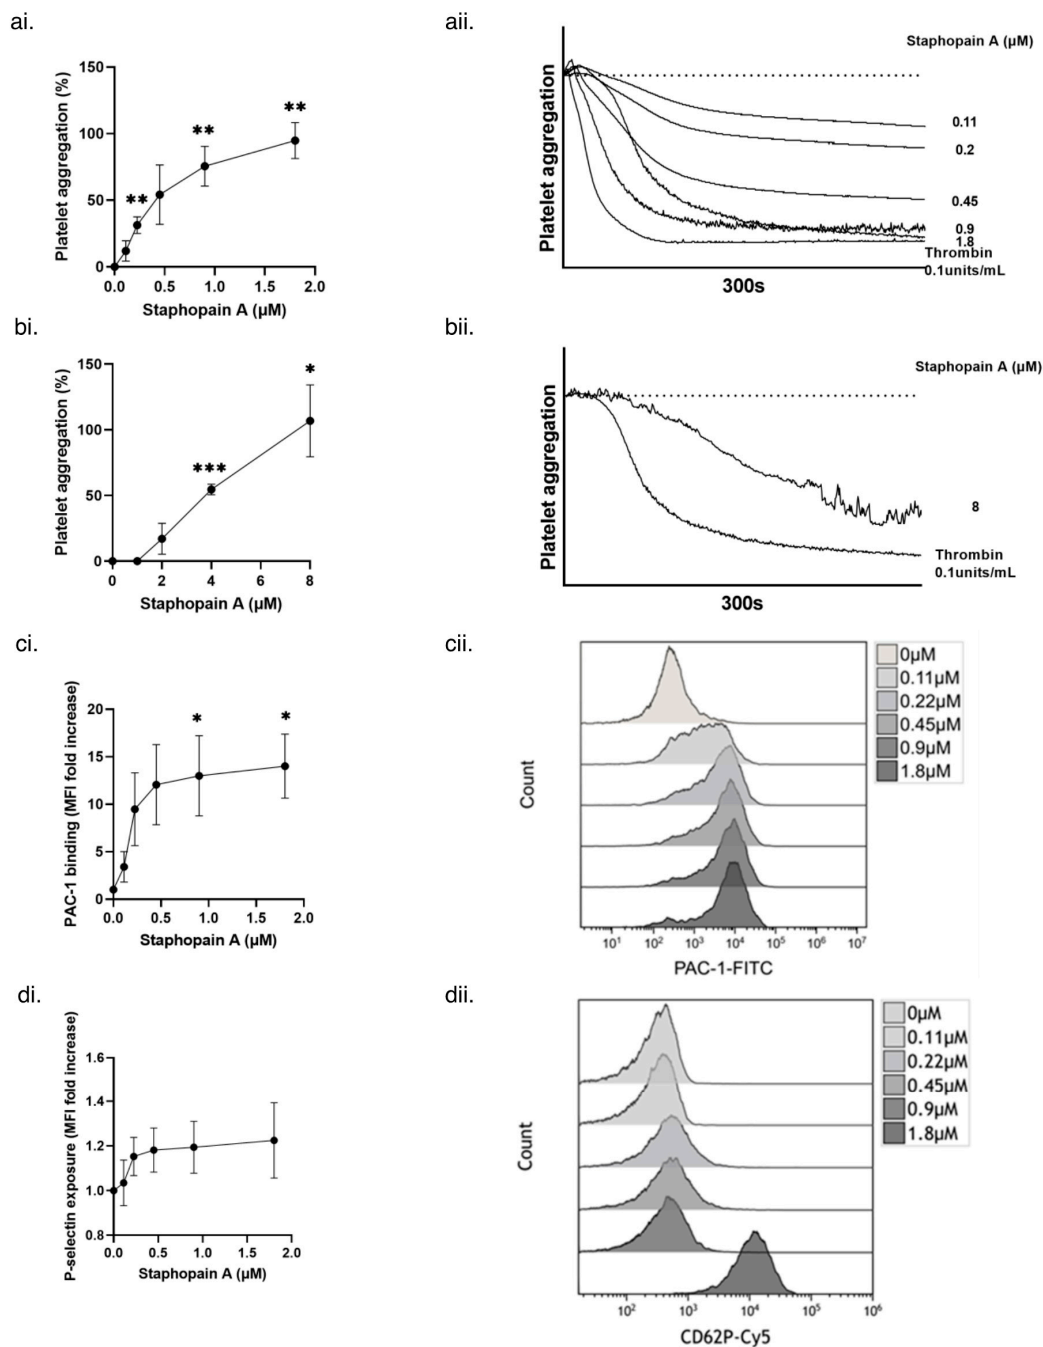 ai.
aii.
Platelet aggregation (%)
150
100
50
0
**
**
**
0.0 0.5 1.0 1.5 2.0
Staphopain A (µM)
Platelet aggregation
Staphopain A (µM)
0.11
0.2
0.45
0.9
1.8
Thrombin
0.1units/mL
300s
bi.
bii.
Platelet aggregation (%)
150
100
50
0
***
*
0 2 4 6 8
Staphopain A (µM)
Platelet aggregation
Staphopain A (µM)
8
Thrombin
0.1units/mL
300s
ci.
cii.
PAC-1 binding (MFI fold increase)
20
15
10
5
0
*
*
0.0 0.5 1.0 1.5 2.0
Staphopain A (µM)
Count
0µM
0.11µM
0.22µM
0.45µM
0.9µM
1.8µM
10¹ 10² 10³ 10⁴ 10⁵ 10⁶ 10⁷
PAC-1-FITC
di.
dii.
P-selectin exposure (MFI fold increase)
1.6
1.4
1.2
1.0
0.8
0.0 0.5 1.0 1.5 2.0
Staphopain A (µM)
Count
0µM
0.11µM
0.22µM
0.45µM
0.9µM
1.8µM
10² 10³ 10⁴ 10⁵ 10⁶
CD62P-Cy5